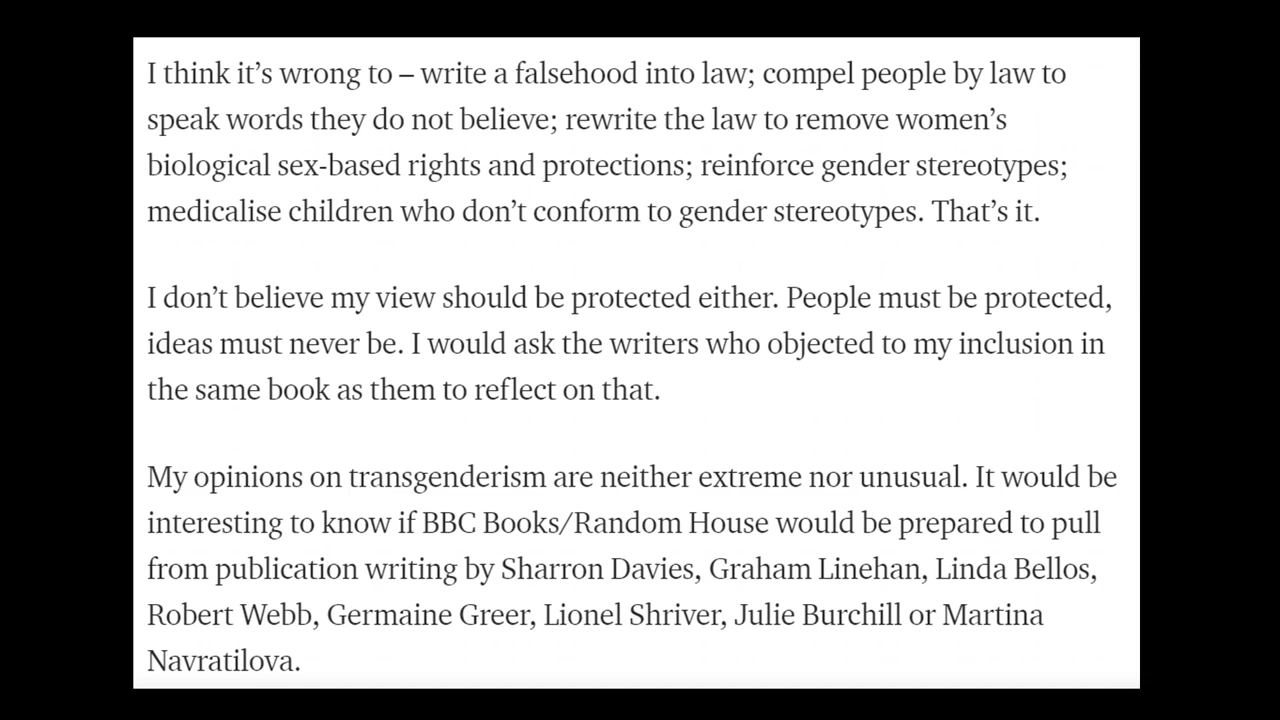 I think it’s wrong to – write a falsehood into law; compel people by law to
speak words they do not believe; rewrite the law to remove women’s
biological sex-based rights and protections; reinforce gender stereotypes;
medicalise children who don’t conform to gender stereotypes. That’s it.
I don’t believe my view should be protected either. People must be protected,
ideas must never be. I would ask the writers who objected to my inclusion in
the same book as them to reflect on that.
My opinions on transgenderism are neither extreme nor unusual. It would be
interesting to know if BBC Books/Random House would be prepared to pull
from publication writing by Sharron Davies, Graham Linehan, Linda Bellos,
Robert Webb, Germaine Greer, Lionel Shriver, Julie Burchill or Martina
Navratilova.